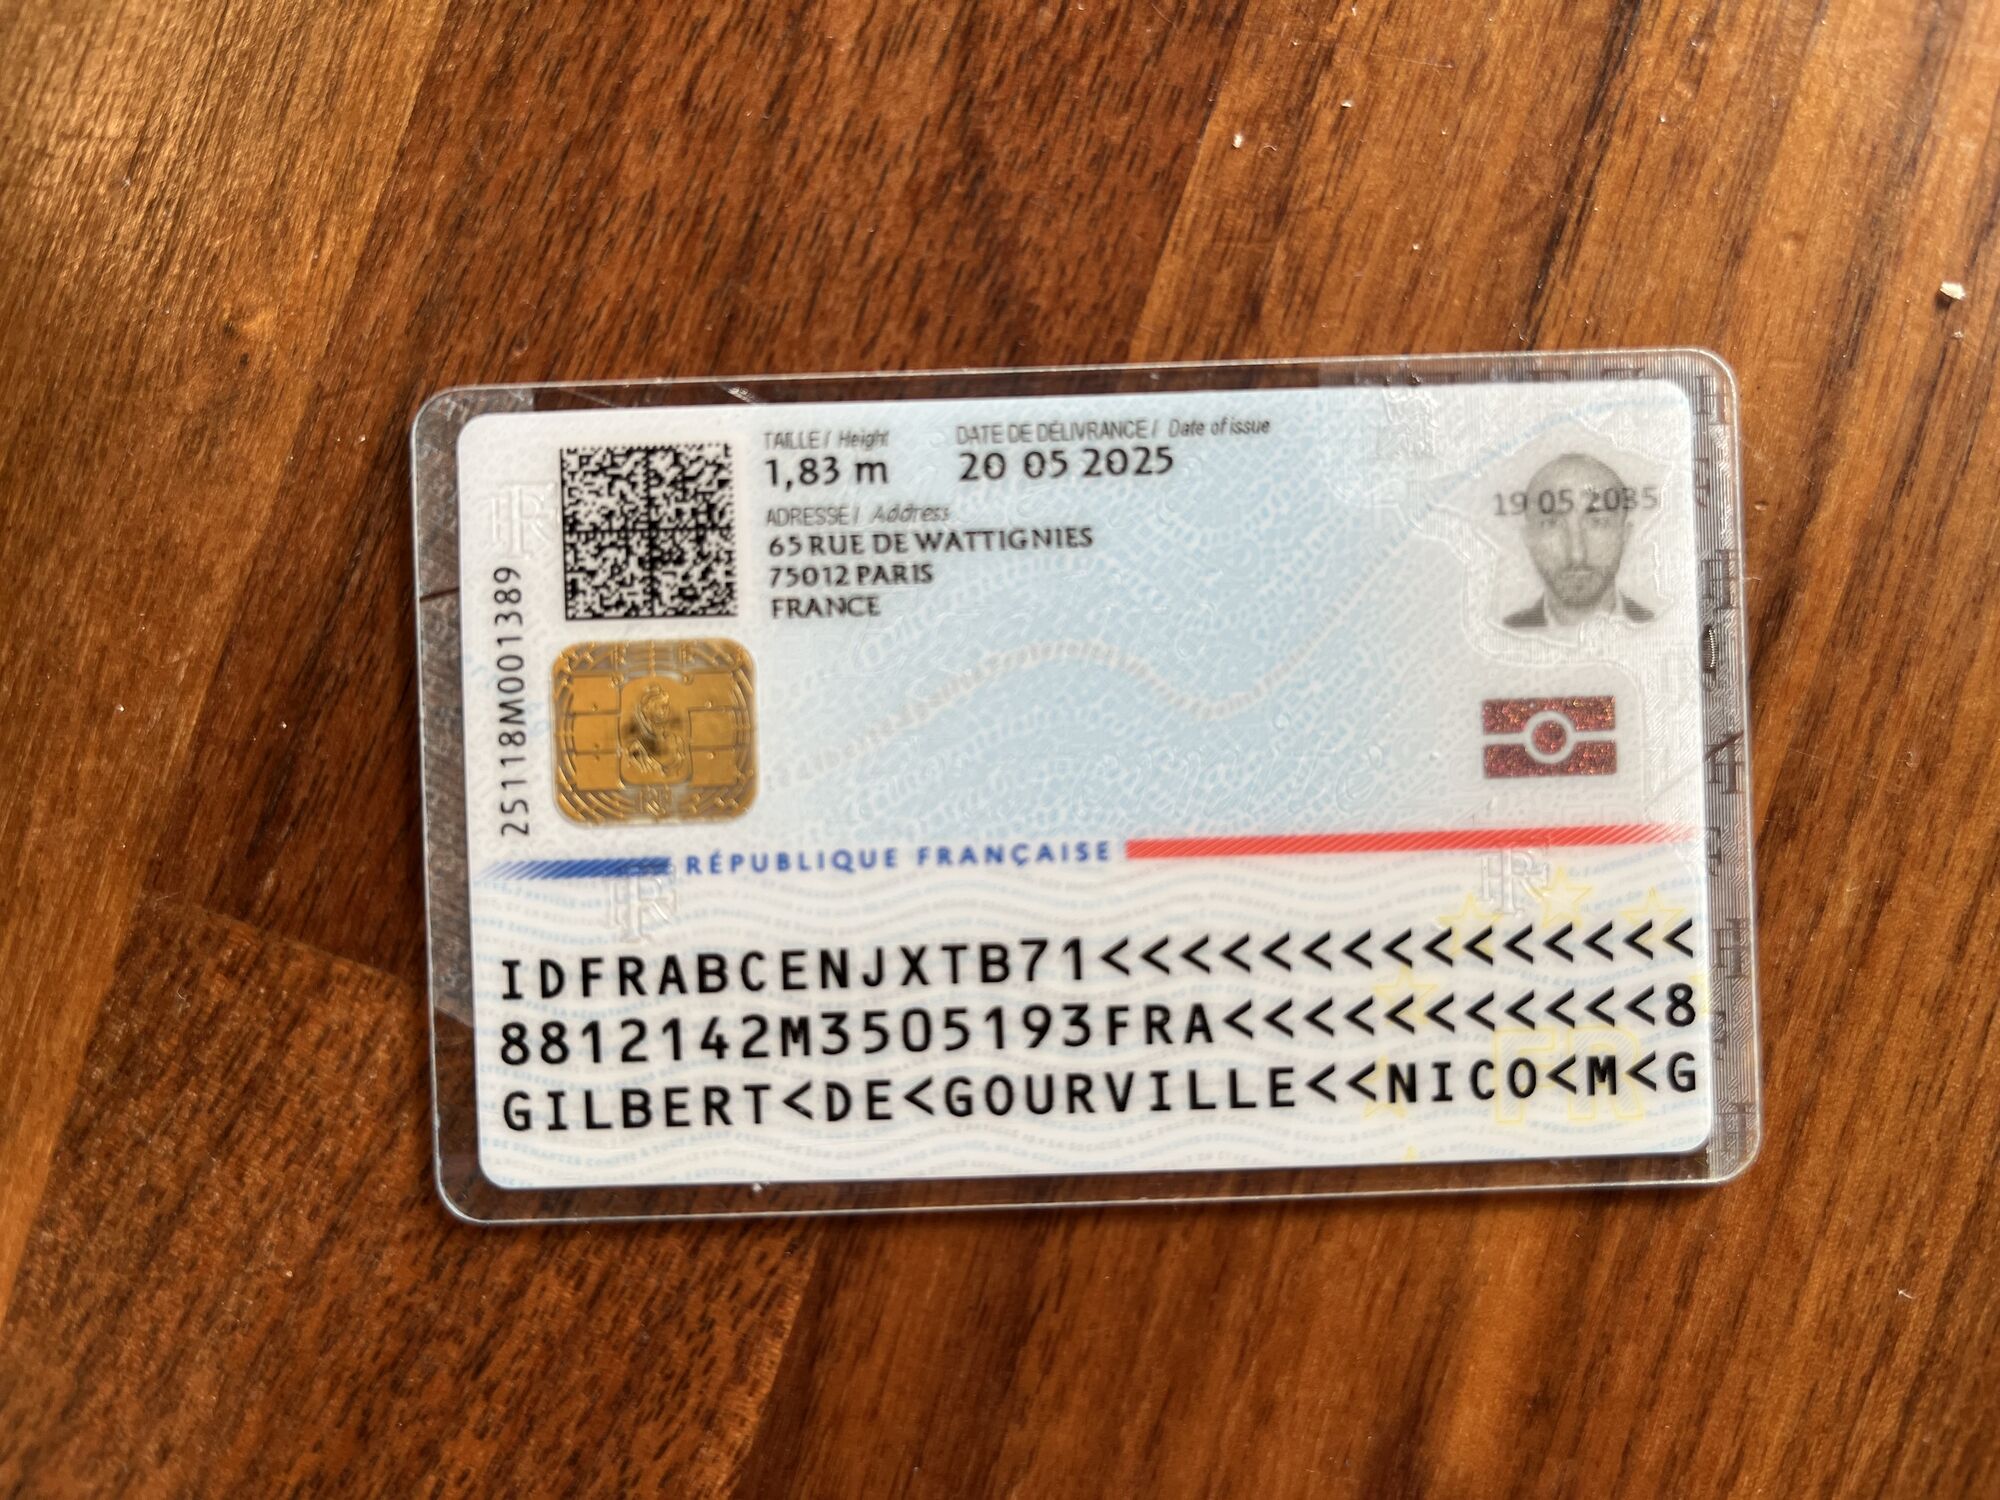 TAILLE / Height
1,83 m
DATE DE DÉLIVRANCE / Date of issue
20 05 2025
ADRESSE / Address
65 RUE DE WATTIGNIES
75012 PARIS
FRANCE
19 05 2035
25118M001389
RÉPUBLIQUE FRANÇAISE
IDFRABCENJXTB71<<<<<<<<<<<<<<<
8812142M3505193FRA<<<<<<<<<<<8
GILBERT<DE<GOURVILLE<<NICO<M<G